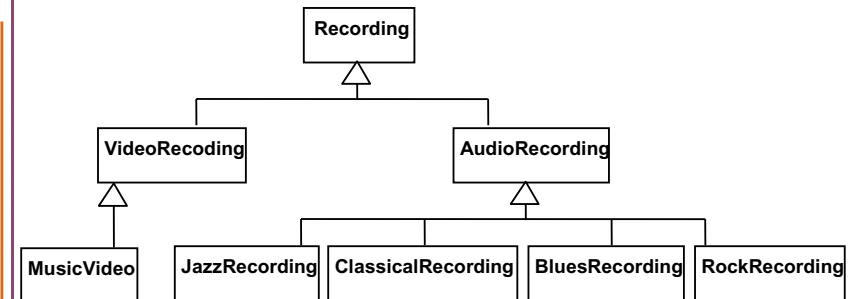 Recording
VideoRecoding
AudioRecording
MusicVideo
JazzRecording
ClassicalRecording
BluesRecording
RockRecording